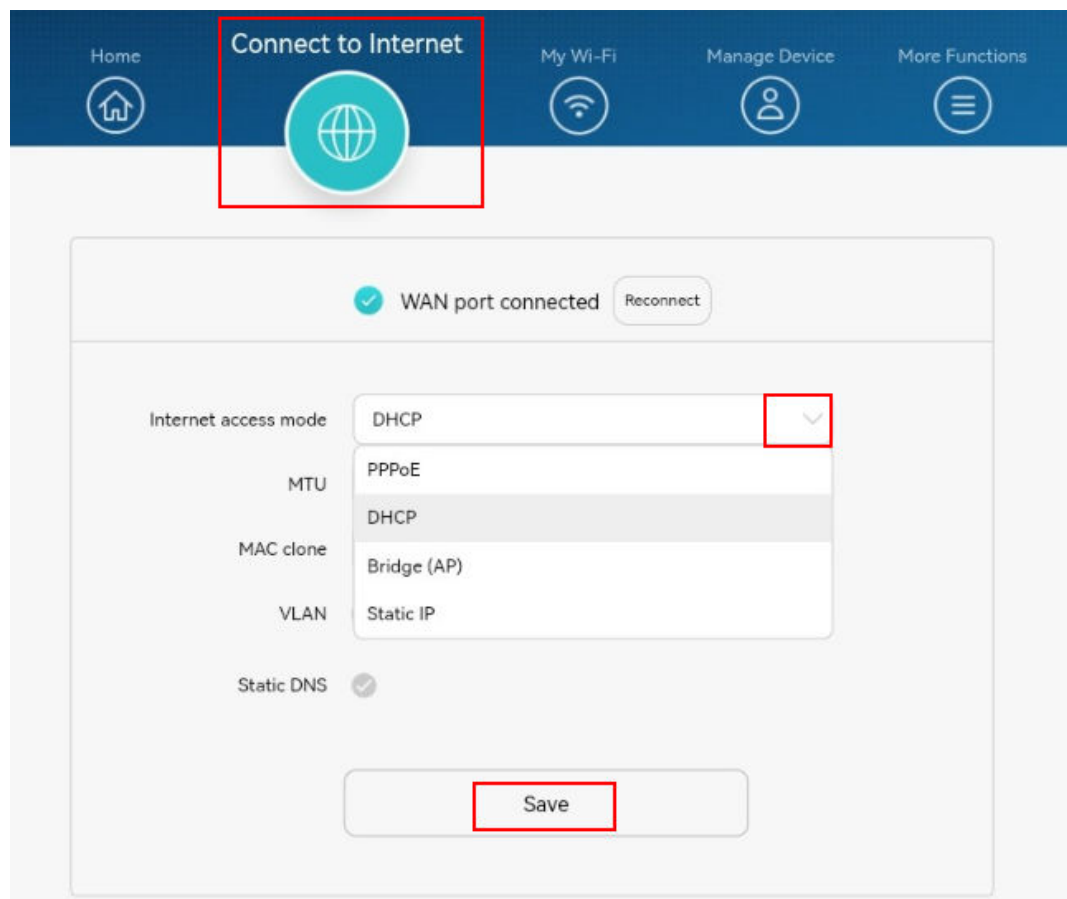 Home
Connect to Internet
My Wi-Fi
Manage Device
More Functions
WAN port connected
Reconnect
Internet access mode
DHCP
PPPoE
MTU
DHCP
MAC clone
Bridge (AP)
VLAN
Static IP
Static DNS
Save